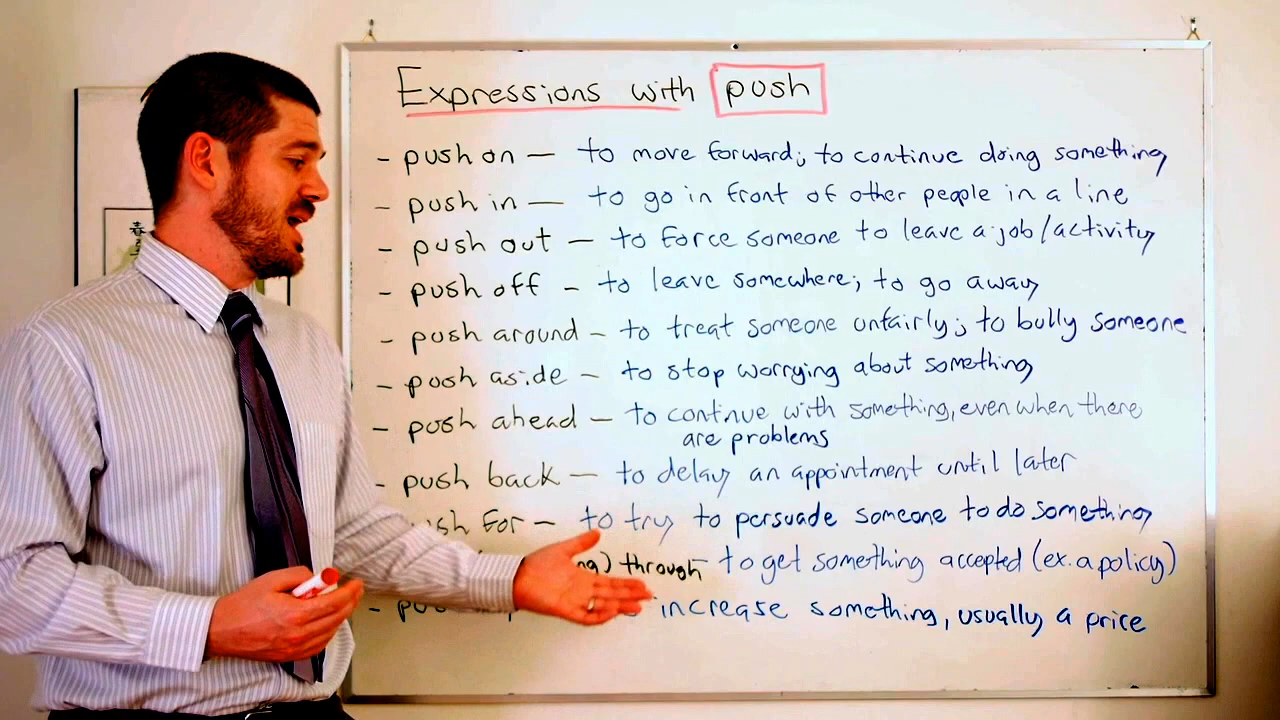 Expressions with push
- push on — to move forward; to continue doing something
- push in — to go in front of other people in a line
- push out — to force someone to leave a job/activity
- push off - to leave somewhere; to go away
- push around - to treat someone unfairly; to bully someone
- push aside - to stop worrying about something
- push ahead - to continue with something, even when there
are problems
- push back - to delay an appointment until later
for - to try to persuade someone to do something
through - to get something accepted (ex. a policy)
- increase something, usually a price
春